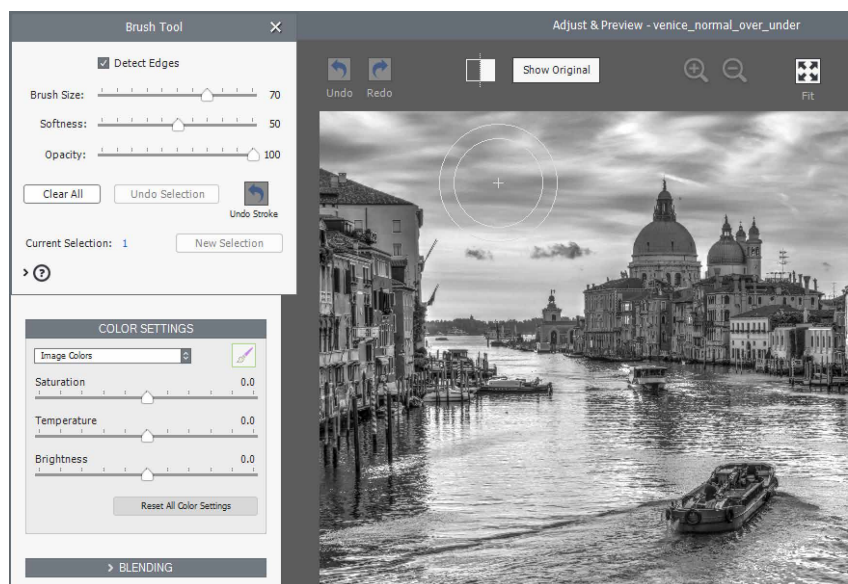 Brush Tool
Adjust & Preview - venice_normal_over_under
Detect Edges
Brush Size: 70
Softness: 50
Opacity: 100
Clear All Undo Selection
Undo Stroke
Current Selection: 1 New Selection
> ?
Undo Redo Show Original Fit
COLOR SETTINGS
Image Colors
Saturation 0.0
Temperature 0.0
Brightness 0.0
Reset All Color Settings
> BLENDING